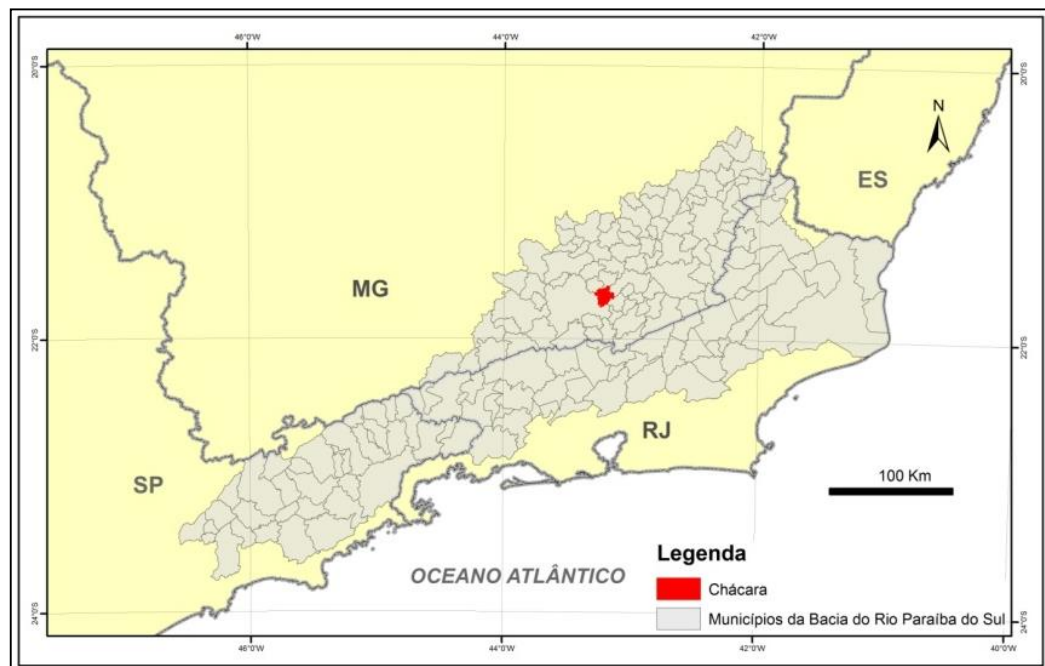 46°0'W
44°0'W
42°0'W
20°S
20°0'S
N
ES
MG
22°0'S
22°0'S
RJ
SP
100 Km
Legenda
OCEANO ATLÂNTICO
Chácara
Municípios da Bacia do Rio Paraíba do Sul
24°0'S
24°0'S
46°0'W
44°0'W
42°0'W
40°0'W